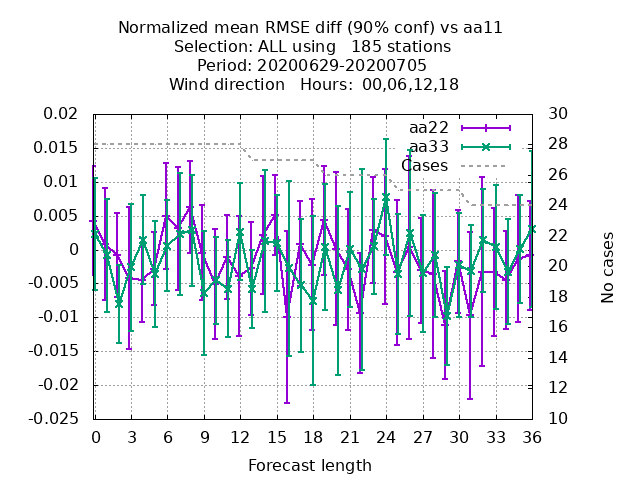 Normalized mean RMSE diff (90% conf) vs aa11
Selection: ALL using   185 stations
Period: 20200629-20200705
Wind direction   Hours:  00,06,12,18
0.02
0.015
0.01
0.005
0
-0.005
-0.01
-0.015
-0.02
-0.025
30
28
26
24
22
20
18
16
14
12
10
aa22
aa33
Cases
No cases
0 3 6 9 12 15 18 21 24 27 30 33 36
Forecast length